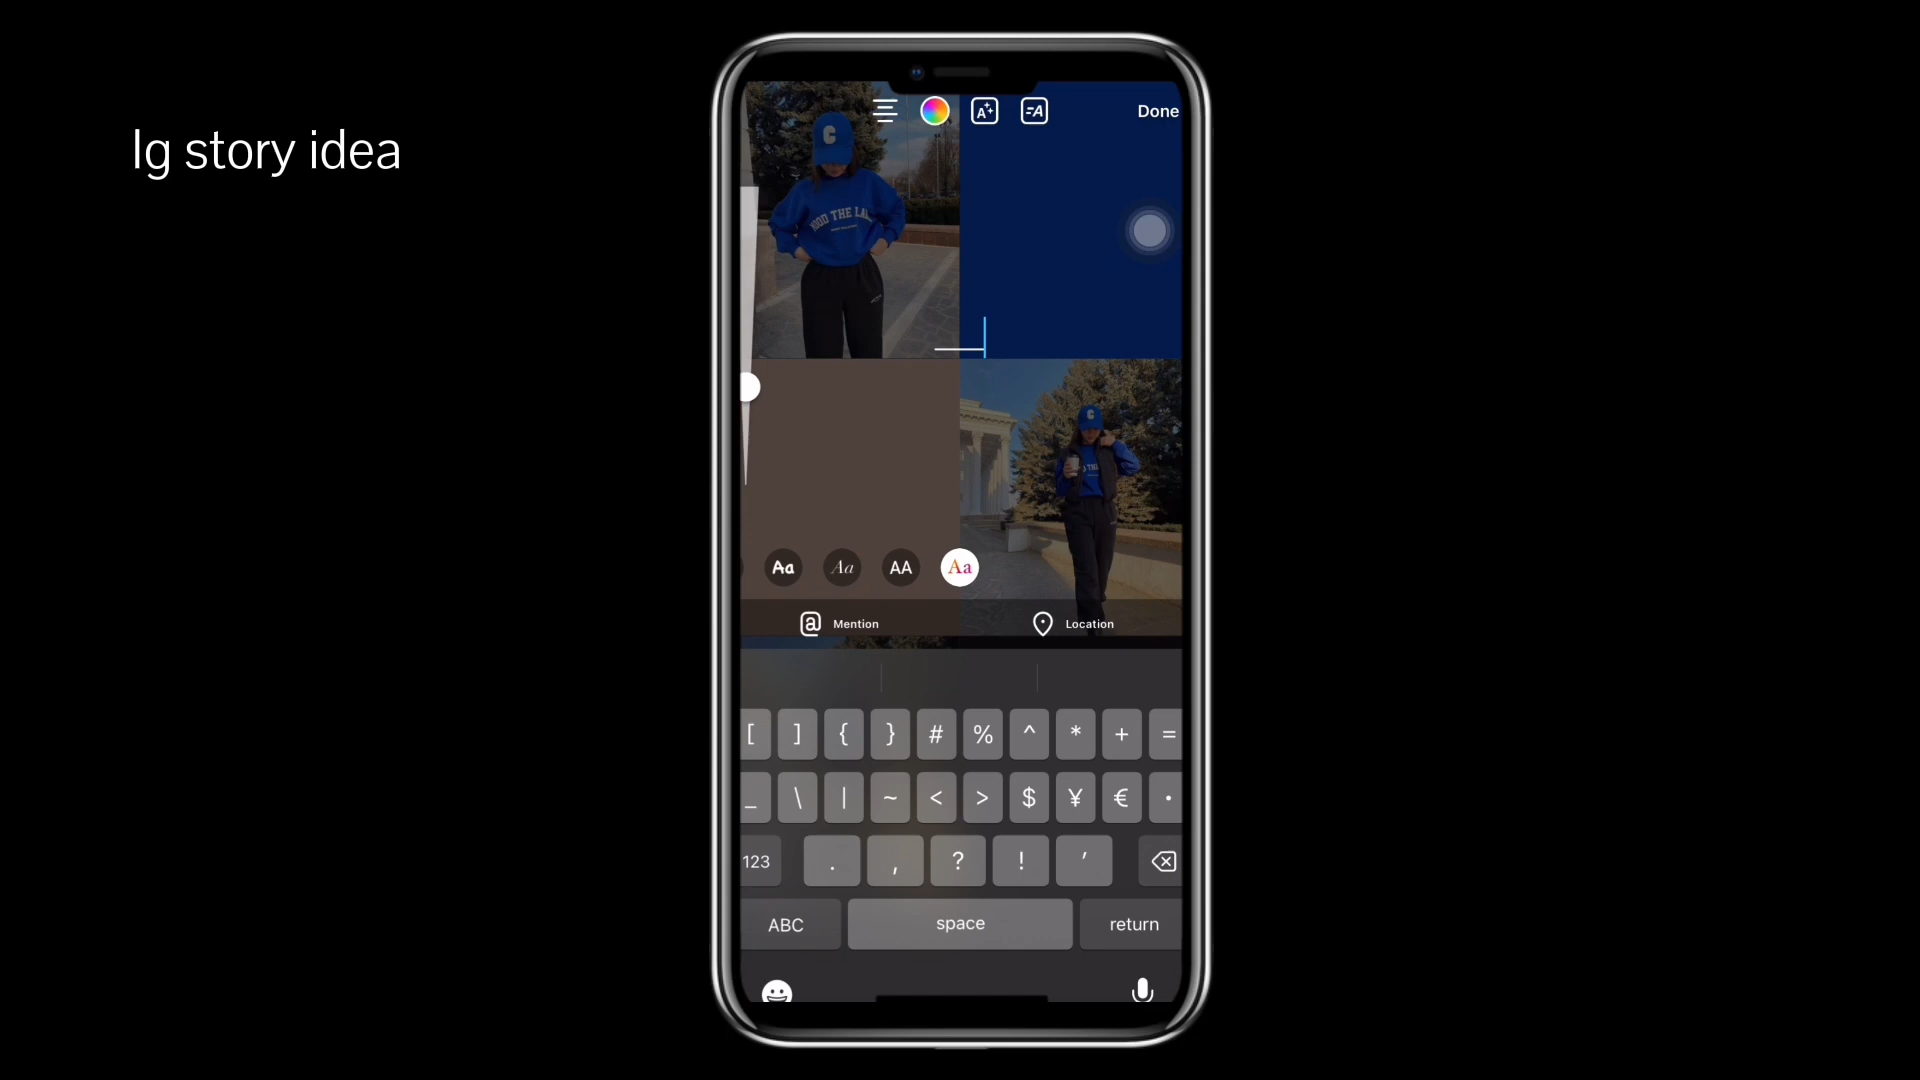 Ig story idea
Done
C
C
Aa
Aa
AA
Aa
Mention
Location
[ ] { } # % ^ * + =
_ \ | ~ < > $ ¥ € •
123 . , ? ! ’
ABC space return